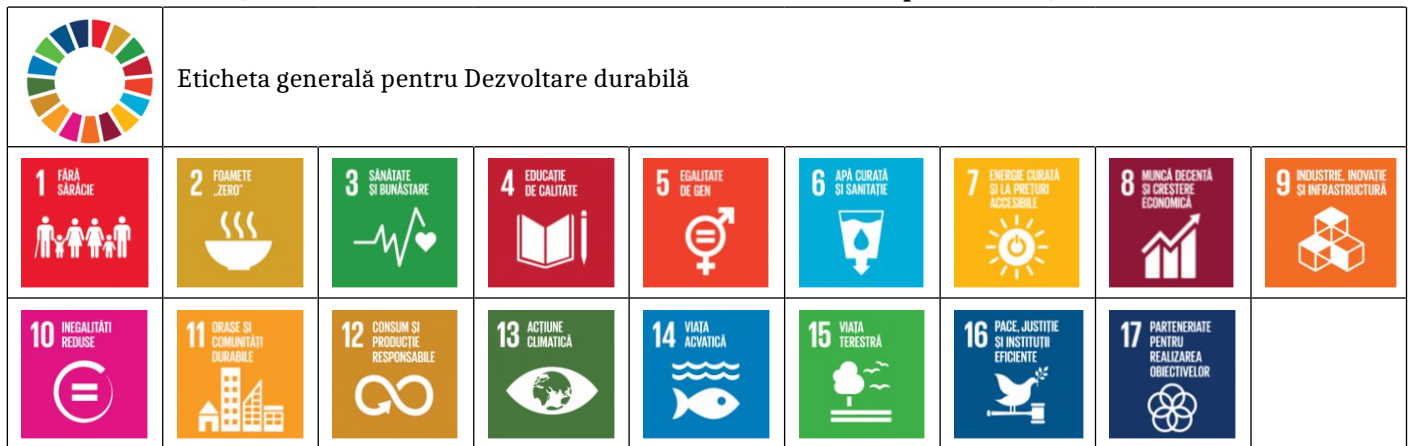 Eticheta generală pentru Dezvoltare durabilă
1 FĂRĂ
SĂRĂCIE
2 FOAMETE
„ZERO”
3 SĂNĂTATE
ȘI BUNĂSTARE
4 EDUCAȚIE
DE CALITATE
5 EGALITATE
DE GEN
6 APĂ CURATĂ
ȘI SANITAȚIE
7 ENERGIE CURATĂ
ȘI LA PREȚURI
ACCESIBILE
8 MUNCĂ DECENTĂ
ȘI CREȘTERE
ECONOMICĂ
9 INDUSTRIE, INOVAȚIE
ȘI INFRASTRUCTURĂ
10 INEGALITĂȚI
REDUSE
11 ORAȘE ȘI
COMUNITĂȚI
DURABILE
12 CONSUM ȘI
PRODUCȚIE
RESPONSABILE
13 ACȚIUNE
CLIMATICĂ
14 VIAȚA
ACVATICĂ
15 VIAȚA
TERESTRĂ
16 PACE, JUSTIȚIE
ȘI INSTITUȚII
EFICIENTE
17 PARTENERIATE
PENTRU
REALIZAREA
OBIECTIVELOR